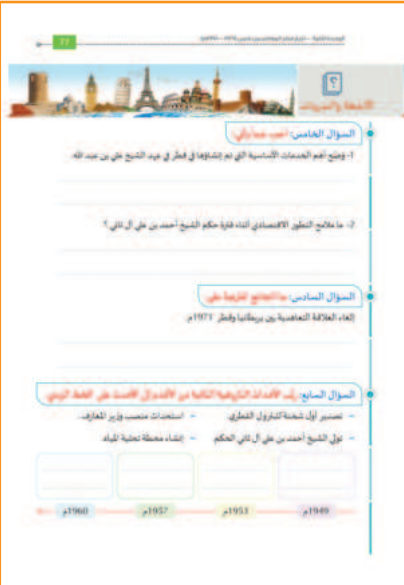 77
الأنشطة والتدريبات
السؤال الخامس: أجب عما يأتي:
1- وضّح أهم الخدمات الأساسية التي تم إنشاؤها في قطر في عهد الشيخ علي بن عبد الله.
2- ما ملامح التطور الاقتصادي أثناء فترة حكم الشيخ أحمد بن علي آل ثاني ؟
السؤال السادس: ما النتائج المترتبة على:
إلغاء العلاقة التعاهدية بين بريطانيا وقطر 1971م.
السؤال السابع: رتّب الأحداث التاريخية التالية من الأقدم إلى الأحدث على الخط الزمني.
- تصدير أول شحنة للبترول القطري. - استحداث منصب وزير المعارف.
- تولي الشيخ أحمد بن علي آل ثاني الحكم - إنشاء محطة تحلية المياه.
1949م 1953م 1957م 1960م